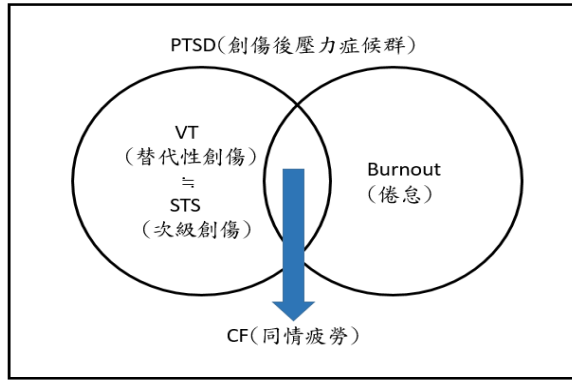 PTSD(創傷後壓力症候群)
VT
(替代性創傷)
≒
STS
(次級創傷)
Burnout
(倦怠)
CF(同情疲勞)